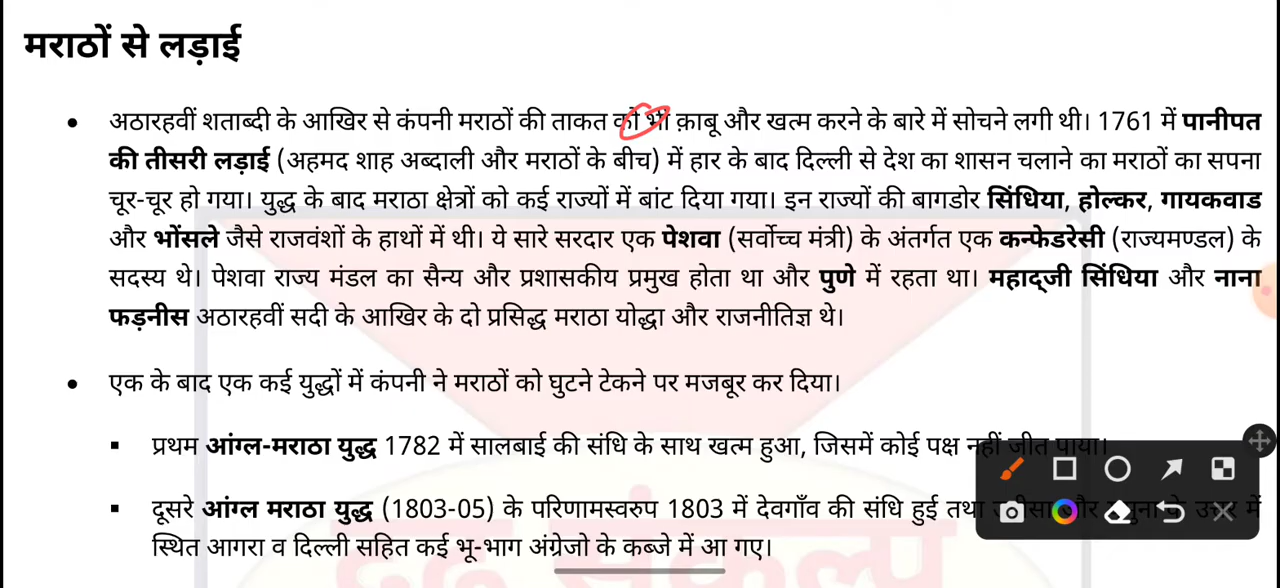 मराठों से लड़ाई
• अठारहवीं शताब्दी के आखिर से कंपनी मराठों की ताकत को भी क़ाबू और खत्म करने के बारे में सोचने लगी थी। 1761 में पानीपत
की तीसरी लड़ाई (अहमद शाह अब्दाली और मराठों के बीच) में हार के बाद दिल्ली से देश का शासन चलाने का मराठों का सपना
चूर-चूर हो गया। युद्ध के बाद मराठा क्षेत्रों को कई राज्यों में बांट दिया गया। इन राज्यों की बागडोर सिंधिया, होल्कर, गायकवाड
और भोंसले जैसे राजवंशों के हाथों में थी। ये सारे सरदार एक पेशवा (सर्वोच्च मंत्री) के अंतर्गत एक कन्फेडरेसी (राज्यमण्डल) के
सदस्य थे। पेशवा राज्य मंडल का सैन्य और प्रशासकीय प्रमुख होता था और पुणे में रहता था। महाद्जी सिंधिया और नाना
फड़नीस अठारहवीं सदी के आखिर के दो प्रसिद्ध मराठा योद्धा और राजनीतिज्ञ थे।
• एक के बाद एक कई युद्धों में कंपनी ने मराठों को घुटने टेकने पर मजबूर कर दिया।
▪ प्रथम आंग्ल-मराठा युद्ध 1782 में सालबाई की संधि के साथ खत्म हुआ, जिसमें कोई पक्ष नहीं जीत पाया।
▪ दूसरे आंग्ल मराठा युद्ध (1803-05) के परिणामस्वरुप 1803 में देवगाँव की संधि हुई तथा और के में
स्थित आगरा व दिल्ली सहित कई भू-भाग अंग्रेजो के कब्जे में आ गए।